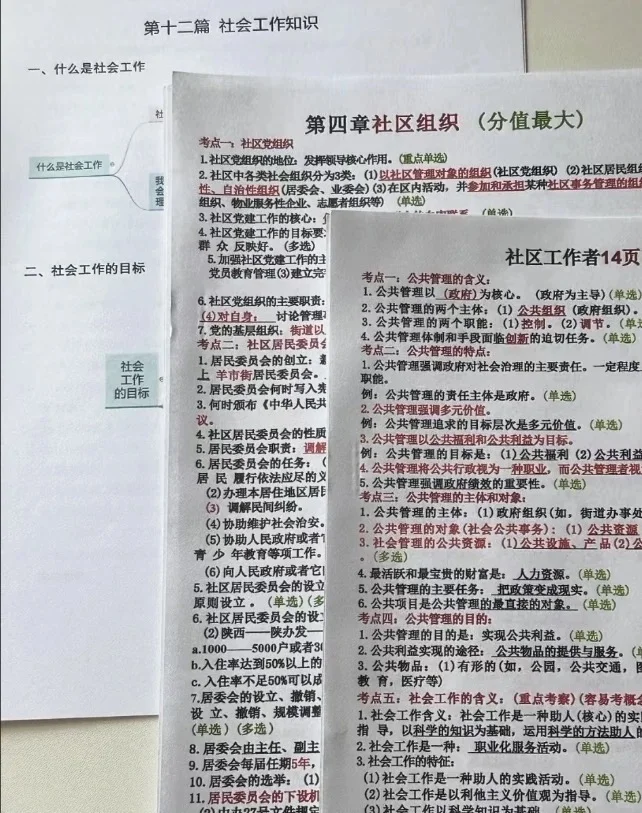 第十二篇 社会工作知识
一、什么是社会工作
什么是社会工作
二、社会工作的目标
社会
工作
的目标
第四章社区组织 (分值最大)
考点一:社区党组织
1.社区党组织的地位:发挥领导核心作用。(重点单选)
2.社区中各类社会组织分为3类:(1)以社区管理对象的组织(社区党组织) (2)社区居民组
性、自治性组织(居委会、业委会)(3)在区内活动,并参加和承担某种社区事务管理的组
组织、物业服务性企业、志愿者组织等) (单选)
3.社区党建工作的核心:
4.社区党建工作的目标要
群 众 反映好。(多选)
5.加强社区党建工作的主
党员教育管理(3)建立完
6.社区党组织的主要职责:
(4)对自身: 讨论管理
7.党的基层组织:街道以
考点二:社区居民委员会
1.居民委员会的创立:
上 羊市街居民委员会。
2.居民委员会何时写入宪
3.何时颁布《中华人民共
议。
4.社区居民委员会的性质
5.居民委员会职责:调解
6.居民委员会的任务:(
居 民 履行依法应尽的义
(2)办理本居住地区居民
(3) 调解民间纠纷。
(4)协助维护社会治安。
(5)协助人民政府或者
青 少 年教育等项工作。
(6)向人民政府或者它
5.社区居民委员会的设立
原则设立。(单选)(多
6.社区居民委员会的设
(2)陕西——陕办发—
a.1000——5000户或者30
b.入住率达到50%以上的
c.入住率不足50%可以成
7.居委会的设立、撤销、
设 立、撤销、规模调整
(单选)(多选)
8.居委会由主任、副主
9.居委会每届任期5年,
10.居委会的选举:(1)
11.居民委员会的下设机
社区工作者14页
考点一:公共管理的含义:
1.公共管理以 (政府)为核心。(政府为主导)(单选
2.公共管理的两个主体:(1)公共组织(政府组织)。
3.公共管理的两个职能:(1)控制。(2)调节。(单
4.公共管理体制和手段面临创新的迫切任务。(单选)
考点二:公共管理的特点:
1.公共管理强调政府对社会治理的主要责任。一定程度
职能。
例:公共管理的责任主体是政府。(单选)
2.公共管理强调多元价值。
例:公共管理追求的目标层次是多元价值。(单选)
3.公共管理以公共福利和公共利益为目标。
例:公共管理的目标是:(1)公共福利 (2)公共利益
4.公共管理将公共行政视为一种职业,而公共管理者视
5.公共管理强调政府绩效的重要性。(单选)
考点三:公共管理的主体和对象:
1.公共管理的主体:(1)政府组织(如,街道办事处
2.公共管理的对象(社会公共事务):(1)公共资源
3.社会管理的公共资源:(1)公共设施、产 品(2)公
。(多选)
4.最活跃和最宝贵的财富是: 人力资源。(单选)
5.公共管理的主要任务: 把政策变成现实。(单选)
6.公共项目是公共管理的最直接的对象。(单选)
考点四:公共管理的目的:
1.公共管理的目的是:实现公共利益。(单选)
2.公共利益实现的途径: 公共物品的提供与服务。(
3.公共物品:(1)有形的(如,公园,公共交通,
教 育,医疗等)
考点五:社会工作的含义:(重点考察)(容易考概念
1.社会工作含义:社会工作是一种助人(核心)的实
指 导,以科学的知识为基础,运用科学的方法助人的
2.社会工作是一种: 职业化服务活动。(单选)
3.社会工作的特征:
(1)社会工作是一种助人的实践活动。(单选)
(2)社会工作是以利他主义价值观为指导。(单选)
(3)社会工作以科学知识为基础 (单选